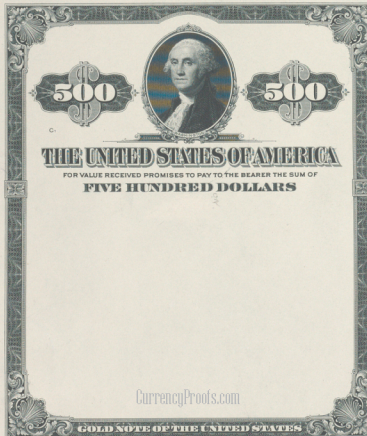 500 500
C-
THE UNITED STATES OF AMERICA
FOR VALUE RECEIVED PROMISES TO PAY TO THE BEARER THE SUM OF
FIVE HUNDRED DOLLARS
CurrencyProofs.com
GOLD NOTE OF THE UNITED STATES